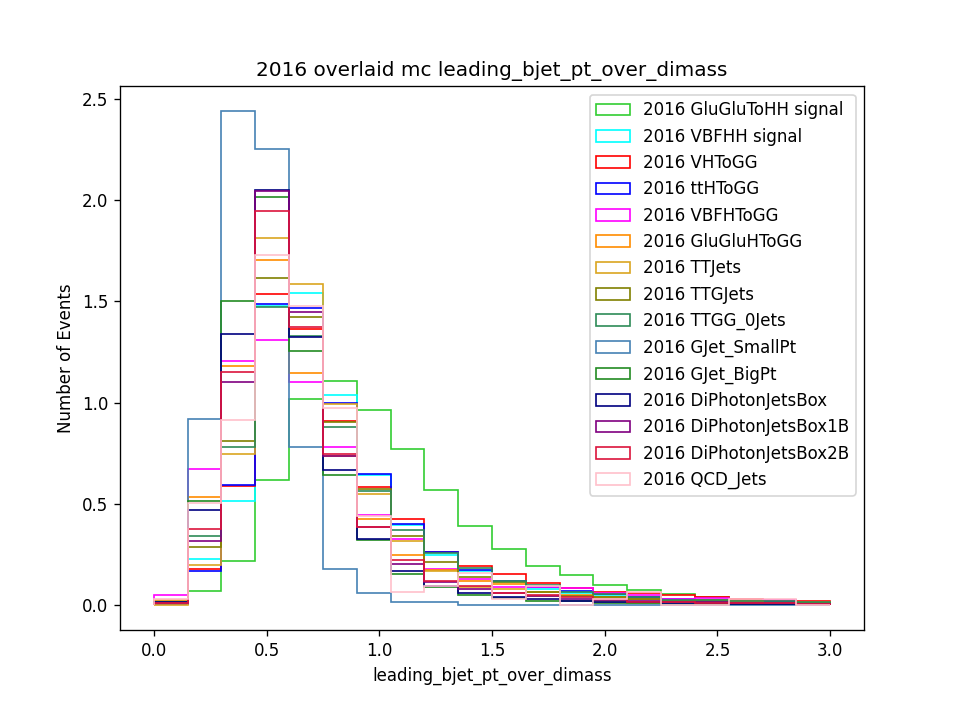 2016 overlaid mc leading_bjet_pt_over_dimass
Number of Events
2.5
2.0
1.5
1.0
0.5
0.0
0.0 0.5 1.0 1.5 2.0 2.5 3.0
leading_bjet_pt_over_dimass
2016 GluGluToHH signal
2016 VBFHH signal
2016 VHToGG
2016 ttHToGG
2016 VBFHToGG
2016 GluGluHToGG
2016 TTJets
2016 TTGJets
2016 TTGG_0Jets
2016 GJet_SmallPt
2016 GJet_BigPt
2016 DiPhotonJetsBox
2016 DiPhotonJetsBox1B
2016 DiPhotonJetsBox2B
2016 QCD_Jets